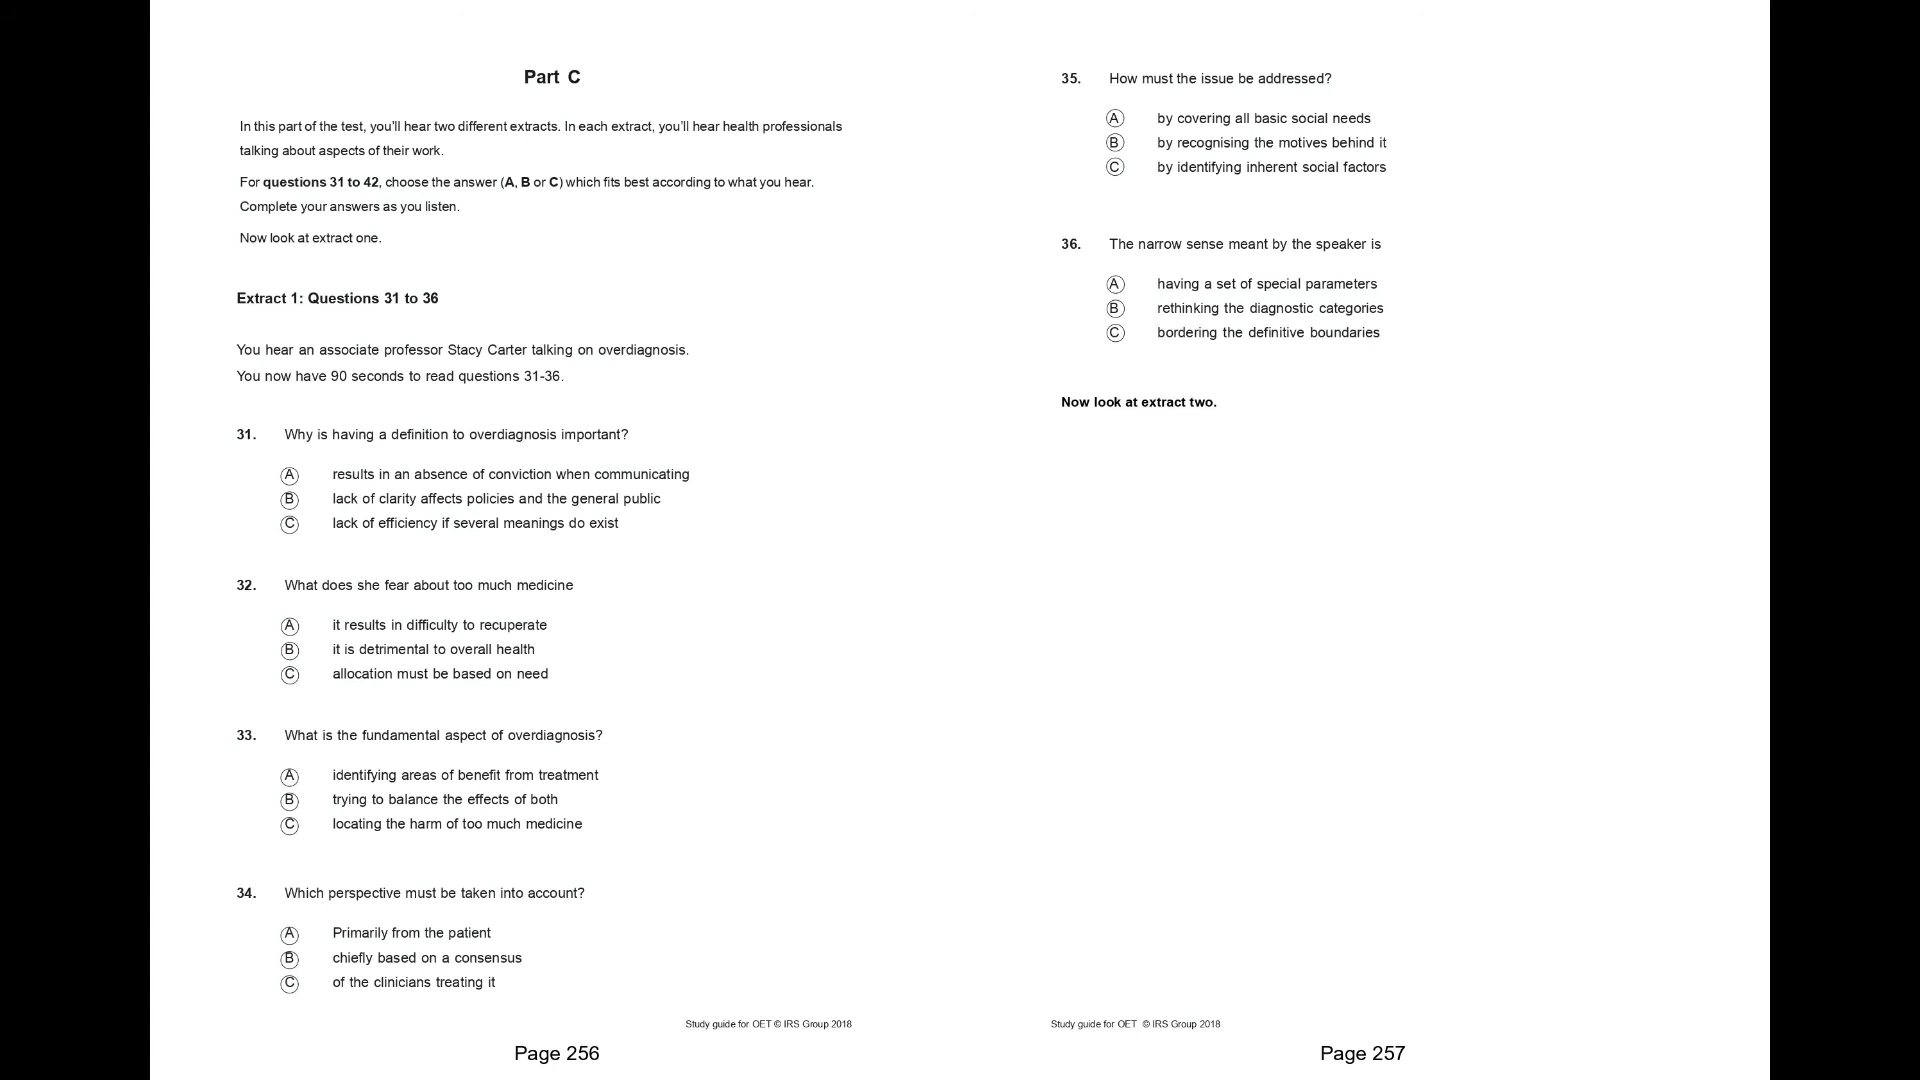 Part C
In this part of the test, you'll hear two different extracts. In each extract, you'll hear health professionals
talking about aspects of their work.
For questions 31 to 42, choose the answer (A, B or C) which fits best according to what you hear.
Complete your answers as you listen.
Now look at extract one.
Extract 1: Questions 31 to 36
You hear an associate professor Stacy Carter talking on overdiagnosis.
You now have 90 seconds to read questions 31-36.
31. Why is having a definition to overdiagnosis important?
A results in an absence of conviction when communicating
B lack of clarity affects policies and the general public
C lack of efficiency if several meanings do exist
32. What does she fear about too much medicine
A it results in difficulty to recuperate
B it is detrimental to overall health
C allocation must be based on need
33. What is the fundamental aspect of overdiagnosis?
A identifying areas of benefit from treatment
B trying to balance the effects of both
C locating the harm of too much medicine
34. Which perspective must be taken into account?
A Primarily from the patient
B chiefly based on a consensus
C of the clinicians treating it
Study guide for OET © IRS Group 2018
Page 256
35. How must the issue be addressed?
A by covering all basic social needs
B by recognising the motives behind it
C by identifying inherent social factors
36. The narrow sense meant by the speaker is
A having a set of special parameters
B rethinking the diagnostic categories
C bordering the definitive boundaries
Now look at extract two.
Study guide for OET © IRS Group 2018
Page 257